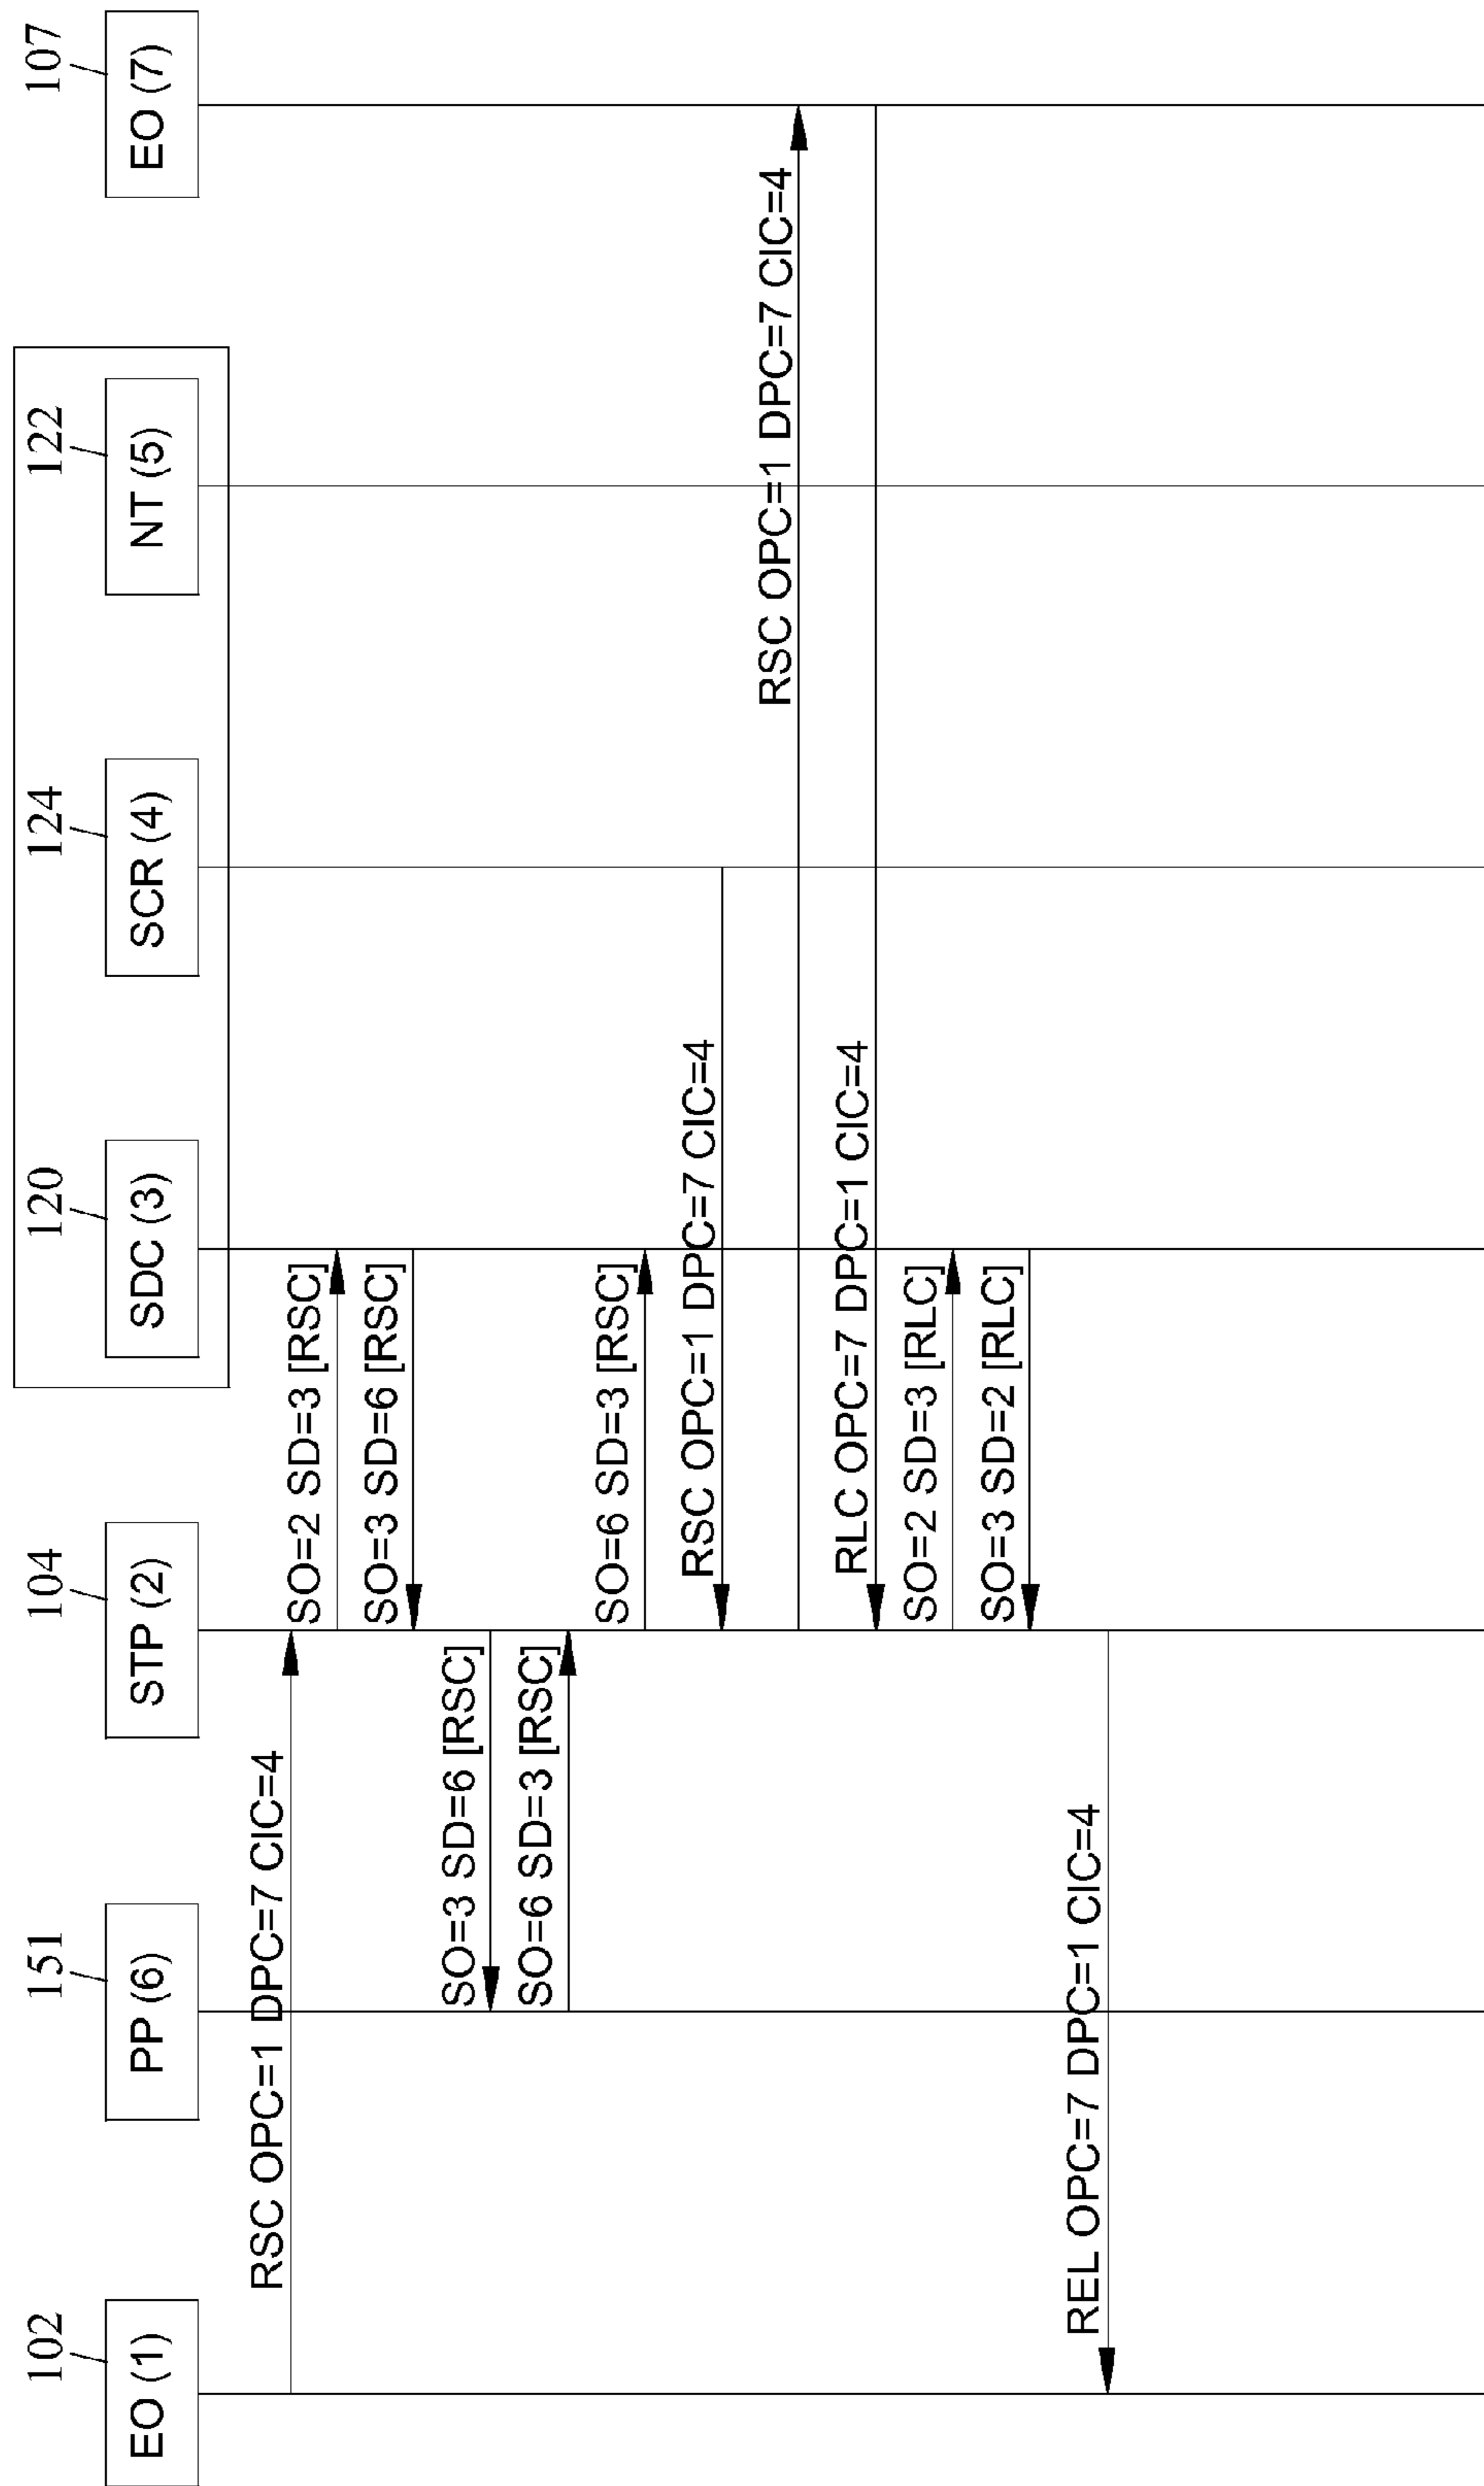 102
151
104
120
124
122
107
EO (1)
PP (6)
STP (2)
SDC (3)
SCR (4)
NT (5)
EO (7)
RSC OPC=1 DPC=7 CIC=4
SO=2 SD=3 [RSC]
SO=3 SD=6 [RSC]
SO=3 SD=6 [RSC]
SO=6 SD=3 [RSC]
SO=6 SD=3 [RSC]
RSC OPC=1 DPC=7 CIC=4
RSC OPC=1 DPC=7 CIC=4
RLC OPC=7 DPC=1 CIC=4
SO=2 SD=3 [RLC]
SO=3 SD=2 [RLC]
REL OPC=7 DPC=1 CIC=4